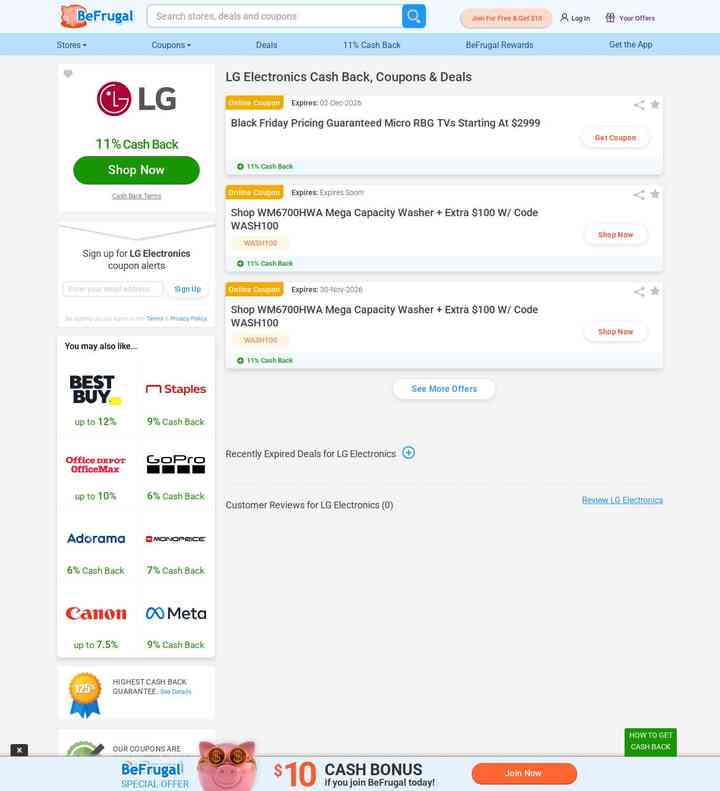 BeFrugal
Search stores, deals and coupons
Join For Free & Get $10
Log In
Your Offers
Stores
Coupons
Deals
11% Cash Back
BeFrugal Rewards
Get the App
LG
11% Cash Back
Shop Now
Cash Back Terms
Sign up for LG Electronics
coupon alerts
Enter your email address
Sign Up
Terms & Privacy Policy
You may also like...
BEST
BUY
up to 12%
Staples
9% Cash Back
Office DEPOT
OfficeMax
up to 10%
GoPro
6% Cash Back
Adorama
6% Cash Back
MONOPRICE
7% Cash Back
Canon
up to 7.5%
Meta
9% Cash Back
125%
HIGHEST CASH BACK
GUARANTEE. See Details
OUR COUPONS ARE
LG Electronics Cash Back, Coupons & Deals
Online Coupon
Expires: 02-Dec-2026
Black Friday Pricing Guaranteed Micro RBG TVs Starting At $2999
Get Coupon
11% Cash Back
Online Coupon
Expires: Expires Soon!
Shop WM6700HWA Mega Capacity Washer + Extra $100 W/ Code
WASH100
WASH100
Shop Now
11% Cash Back
Online Coupon
Expires: 30-Nov-2026
Shop WM6700HWA Mega Capacity Washer + Extra $100 W/ Code
WASH100
WASH100
Shop Now
11% Cash Back
See More Offers
Recently Expired Deals for LG Electronics
Customer Reviews for LG Electronics (0)
Review LG Electronics
HOW TO GET
CASH BACK
x
BeFrugal
SPECIAL OFFER
$10 CASH BONUS
if you join BeFrugal today!
Join Now